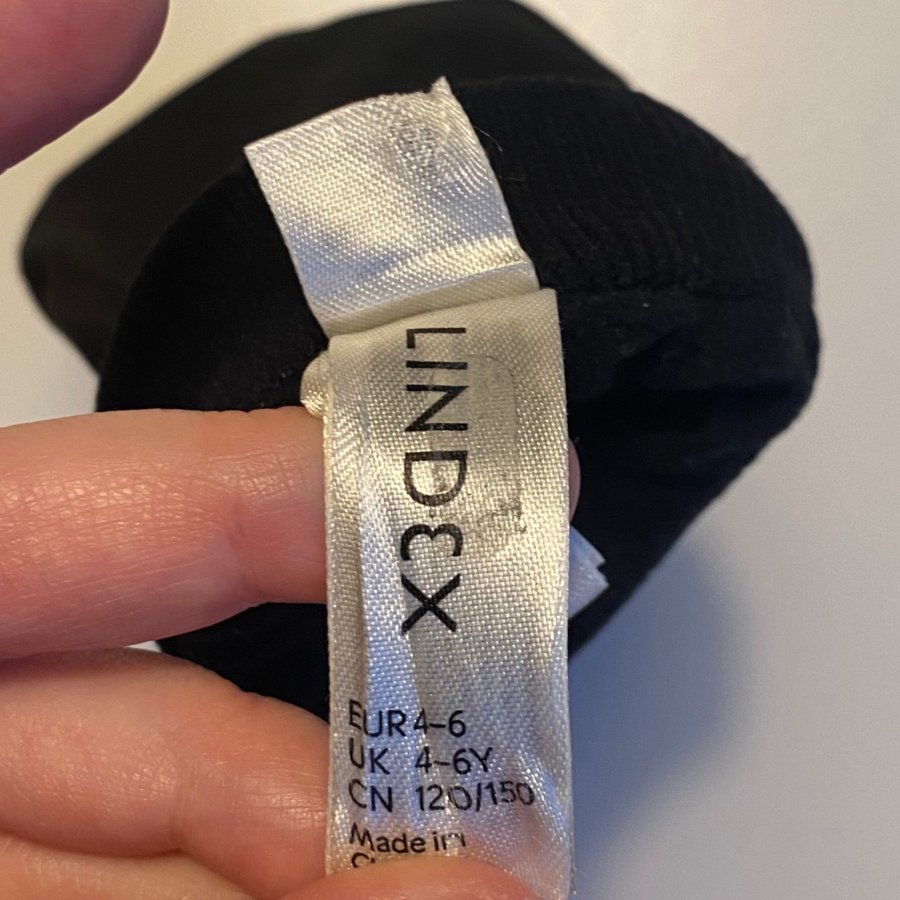 LINDEX
EUR 4-6
UK 4-6Y
CN 120/150
Made in